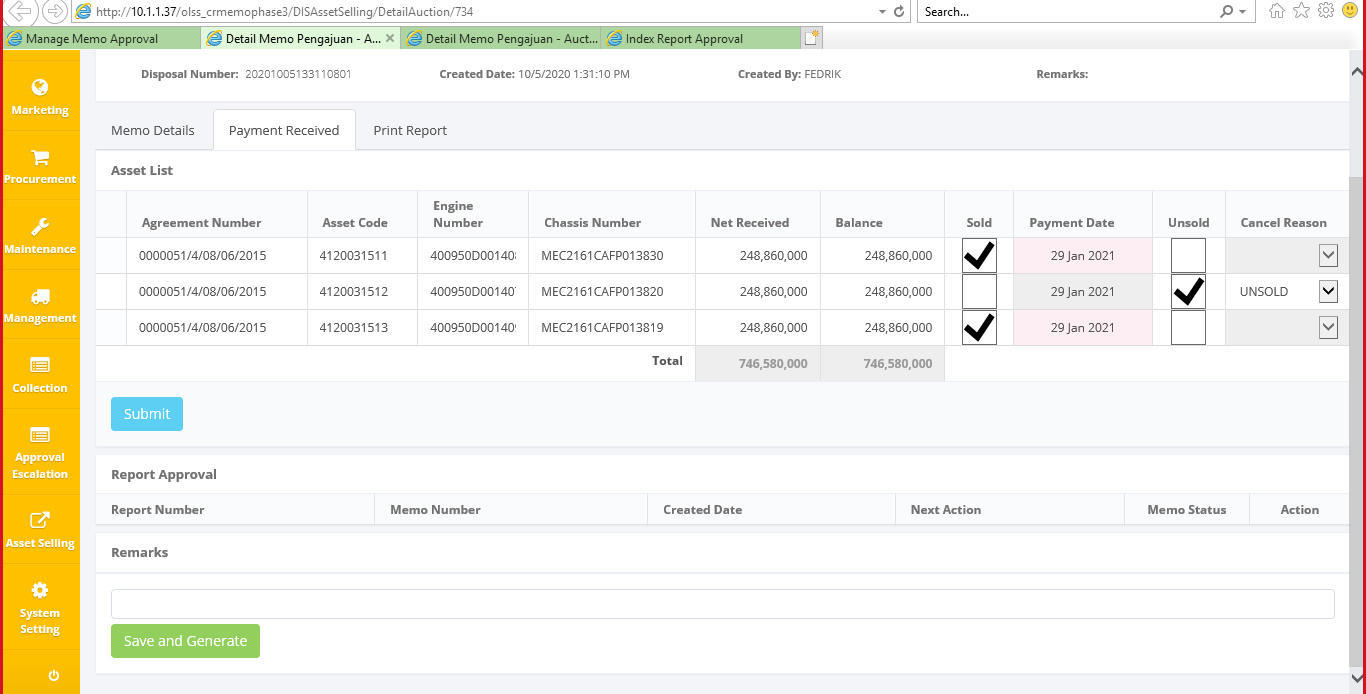 http://10.1.1.37/olss_crmemophase3/DISAssetSelling/DetailAuction/734
Search...
Manage Memo Approval
Detail Memo Pengajuan - A...
Detail Memo Pengajuan - Auct...
Index Report Approval
Disposal Number: 20201005133110801 Created Date: 10/5/2020 1:31:10 PM Created By: FEDRIK Remarks:
Marketing
Procurement
Maintenance
Management
Collection
Approval
Escalation
Asset Selling
System
Setting
Memo Details Payment Received Print Report
Asset List
Agreement Number Asset Code Engine Number Chassis Number Net Received Balance Sold Payment Date Unsold Cancel Reason
0000051/4/08/06/2015 4120031511 400950D00140 MEC2161CAFP013830 248,860,000 248,860,000 29 Jan 2021
0000051/4/08/06/2015 4120031512 400950D00140 MEC2161CAFP013820 248,860,000 248,860,000 29 Jan 2021 UNSOLD
0000051/4/08/06/2015 4120031513 400950D00140 MEC2161CAFP013819 248,860,000 248,860,000 29 Jan 2021
Total 746,580,000 746,580,000
Submit
Report Approval
Report Number Memo Number Created Date Next Action Memo Status Action
Remarks
Save and Generate